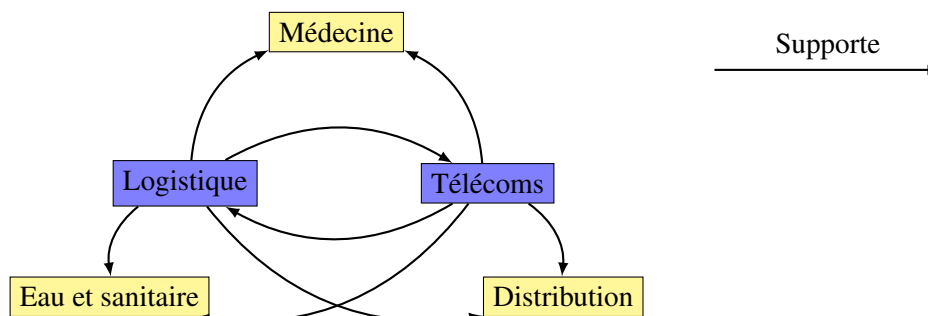 Médecine
Supporte
Logistique
Télécoms
Eau et sanitaire
Distribution